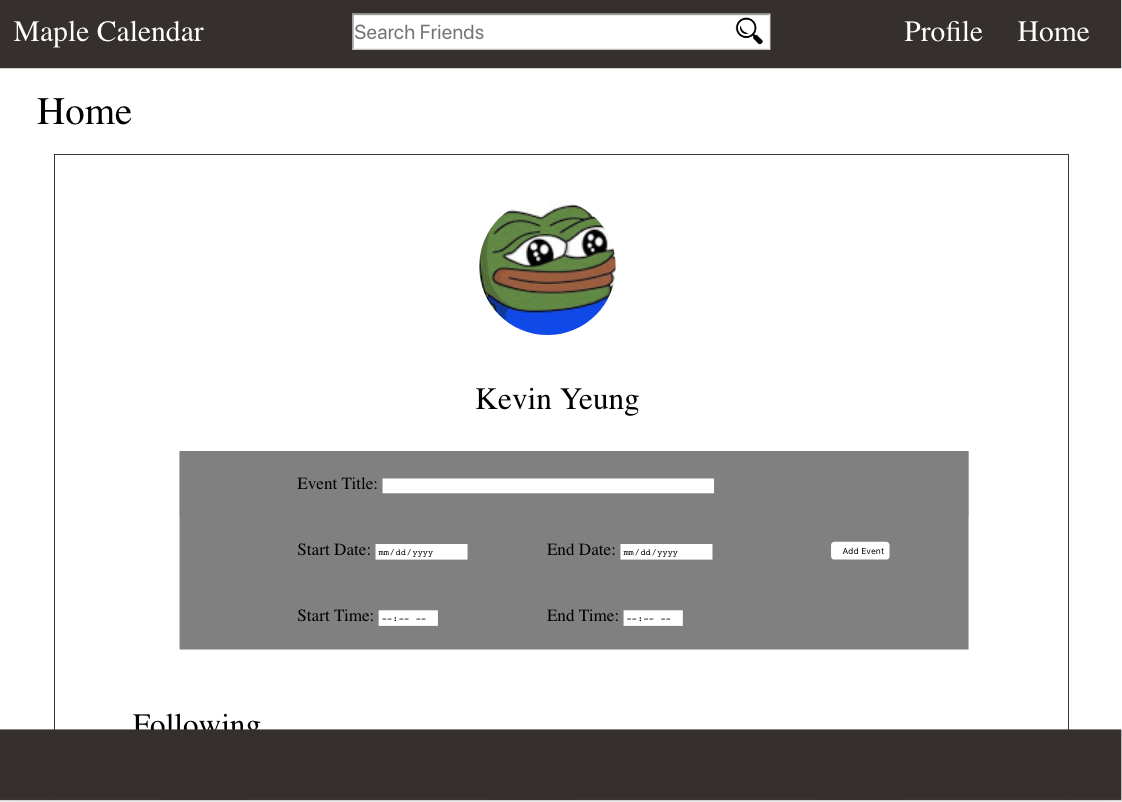 Maple Calendar Search Friends Profile Home
Home
Kevin Yeung
Event Title:
Start Date: mm/dd/yyyy End Date: mm/dd/yyyy Add Event
Start Time: --:-- -- End Time: --:-- --
Following